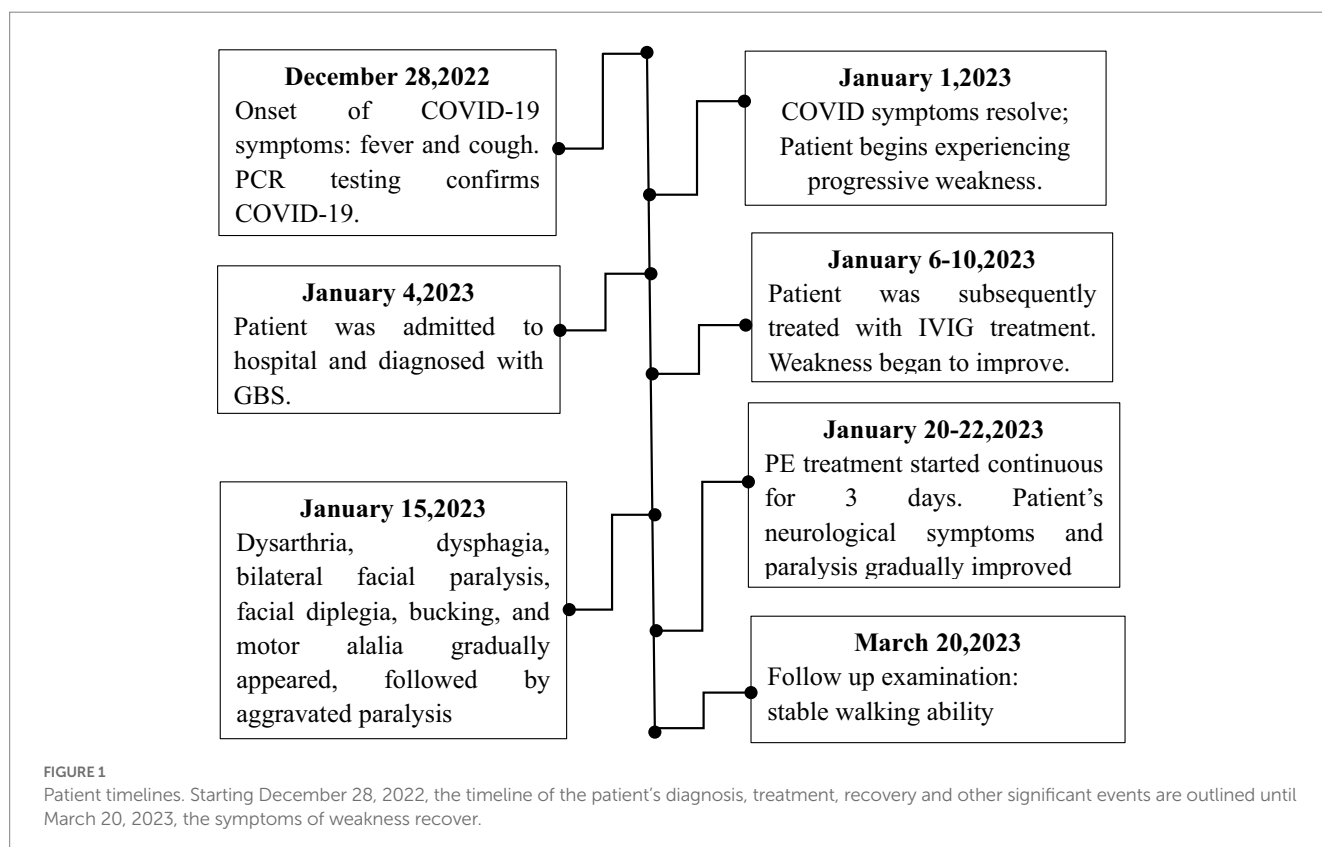 December 28,2022
Onset of COVID-19
symptoms: fever and cough.
PCR testing confirms
COVID-19.
January 1,2023
COVID symptoms resolve;
Patient begins experiencing
progressive weakness.
January 4,2023
Patient was admitted to
hospital and diagnosed with
GBS.
January 6-10,2023
Patient was subsequently
treated with IVIG treatment.
Weakness began to improve.
January 15,2023
Dysarthria, dysphagia,
bilateral facial paralysis,
facial diplegia, bucking, and
motor alalia gradually
appeared, followed by
aggravated paralysis
January 20-22,2023
PE treatment started continuous
for 3 days. Patient's
neurological symptoms and
paralysis gradually improved
March 20,2023
Follow up examination:
stable walking ability
FIGURE 1
Patient timelines. Starting December 28, 2022, the timeline of the patient's diagnosis, treatment, recovery and other significant events are outlined until
March 20, 2023, the symptoms of weakness recover.